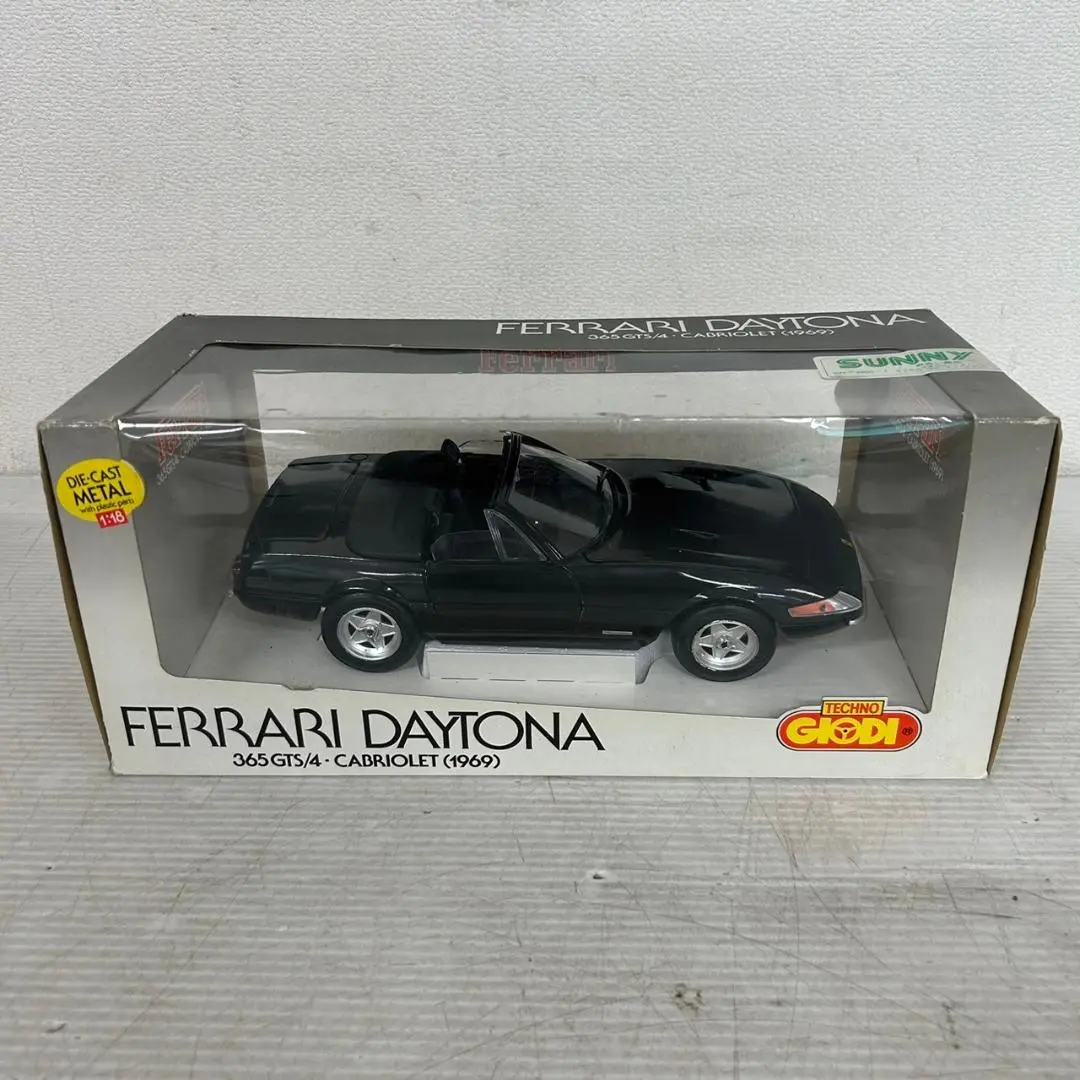 FERRARI DAYTONA
365 GTS/4 · CABRIOLET (1969)
SUNNY
Ferrari
DIE·CAST
METAL
with plastic parts
1:18
FERRARI DAYTONA
365 GTS/4 · CABRIOLET (1969)
TECHNO
GIODI®